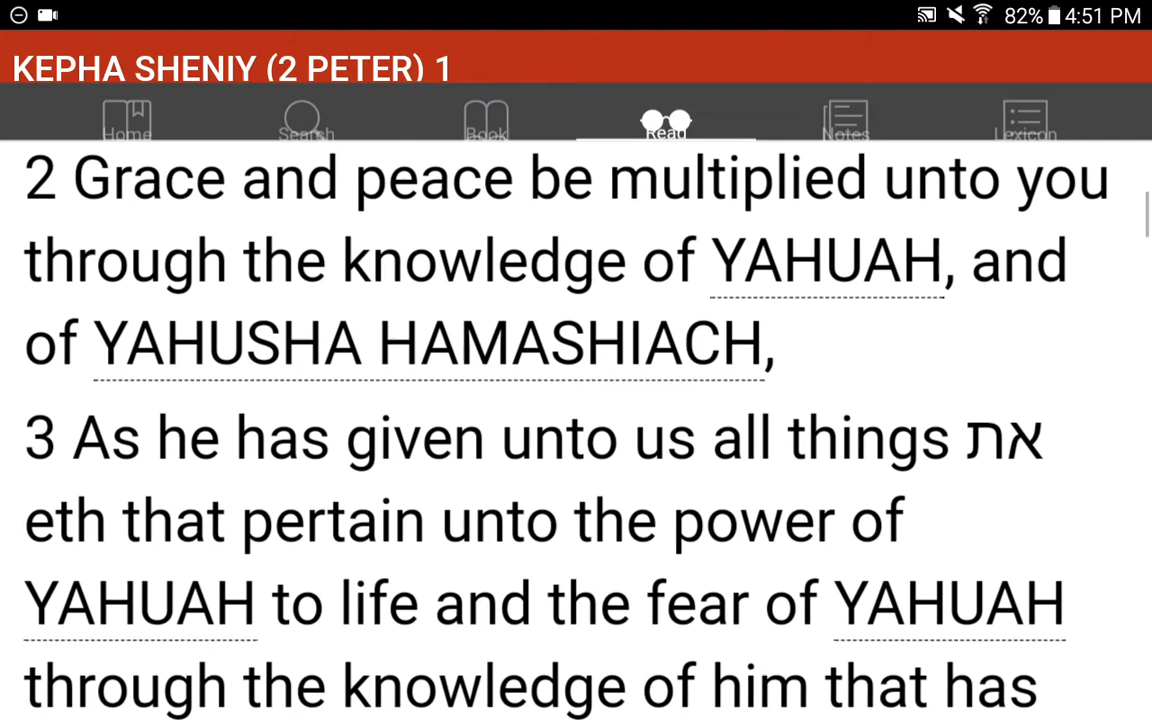 82% 4:51 PM
KEPHA SHENIY (2 PETER) 1
Home Search Book Read Notes Lexicon
2 Grace and peace be multiplied unto you
through the knowledge of YAHUAH, and
of YAHUSHA HAMASHIACH,
3 As he has given unto us all things את
eth that pertain unto the power of
YAHUAH to life and the fear of YAHUAH
through the knowledge of him that has